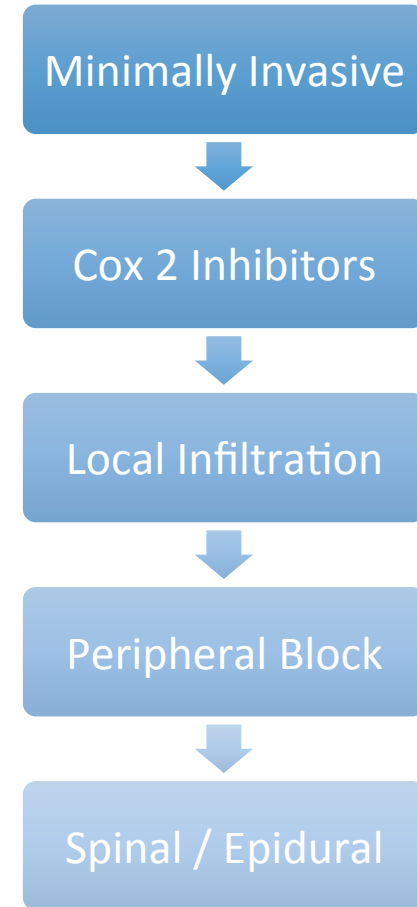 Minimally Invasive
Cox 2 Inhibitors
Local Infiltration
Peripheral Block
Spinal / Epidural